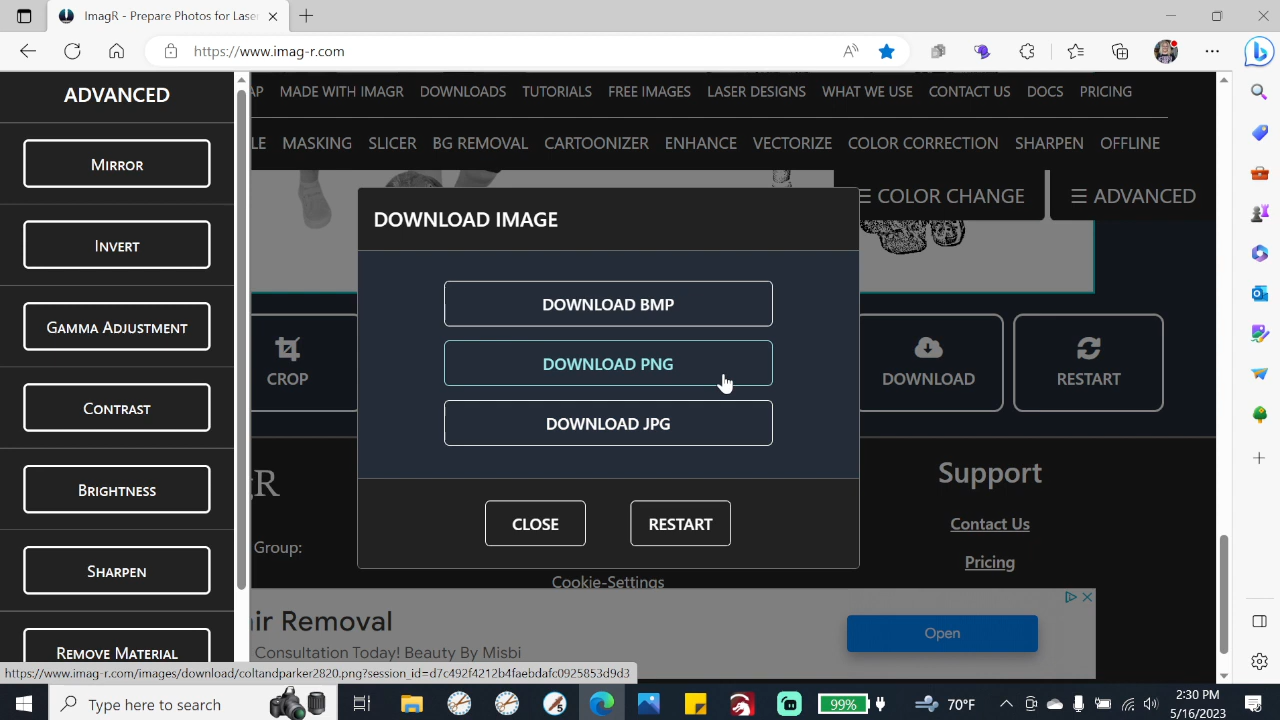 ImagR - Prepare Photos for Lase
https://www.imag-r.com
ADVANCED
MIRROR
INVERT
GAMMA ADJUSTMENT
CONTRAST
BRIGHTNESS
SHARPEN
REMOVE MATERIAL
AP MADE WITH IMAGR DOWNLOADS TUTORIALS FREE IMAGES LASER DESIGNS WHAT WE USE CONTACT US DOCS PRICING
LE MASKING SLICER BG REMOVAL CARTOONIZER ENHANCE VECTORIZE COLOR CORRECTION SHARPEN OFFLINE
☰ COLOR CHANGE
☰ ADVANCED
DOWNLOAD IMAGE
DOWNLOAD BMP
DOWNLOAD PNG
DOWNLOAD JPG
CLOSE
RESTART
CROP
DOWNLOAD
RESTART
gR
Group:
Cookie-Settings
Support
Contact Us
Pricing
air Removal
Consultation Today! Beauty By Misbi
Open
https://www.imag-r.com/images/download/coltandparker2820.png?session_id=d7c492f4212b4faebdafc0925853d9d3
Type here to search
99%
70°F
2:30 PM
5/16/2023